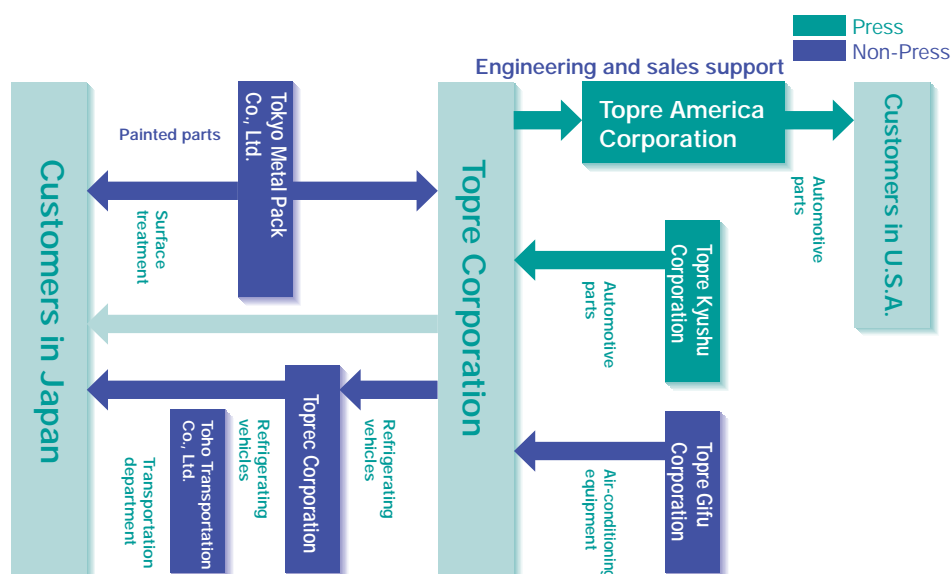 Press
Non-Press
Engineering and sales support
Topre America
Corporation
Customers in U.S.A.
Automotive
parts
Customers in Japan
Painted parts
Tokyo Metal Pack
Co., Ltd.
Surface
treatment
Topre Corporation
Topre Kyushu
Corporation
Automotive
parts
Toprec Corporation
Refrigerating
vehicles
Refrigerating
vehicles
Toho Transportation
Co., Ltd.
Transportation
department
Topre Gifu
Corporation
Air-conditioning
equipment